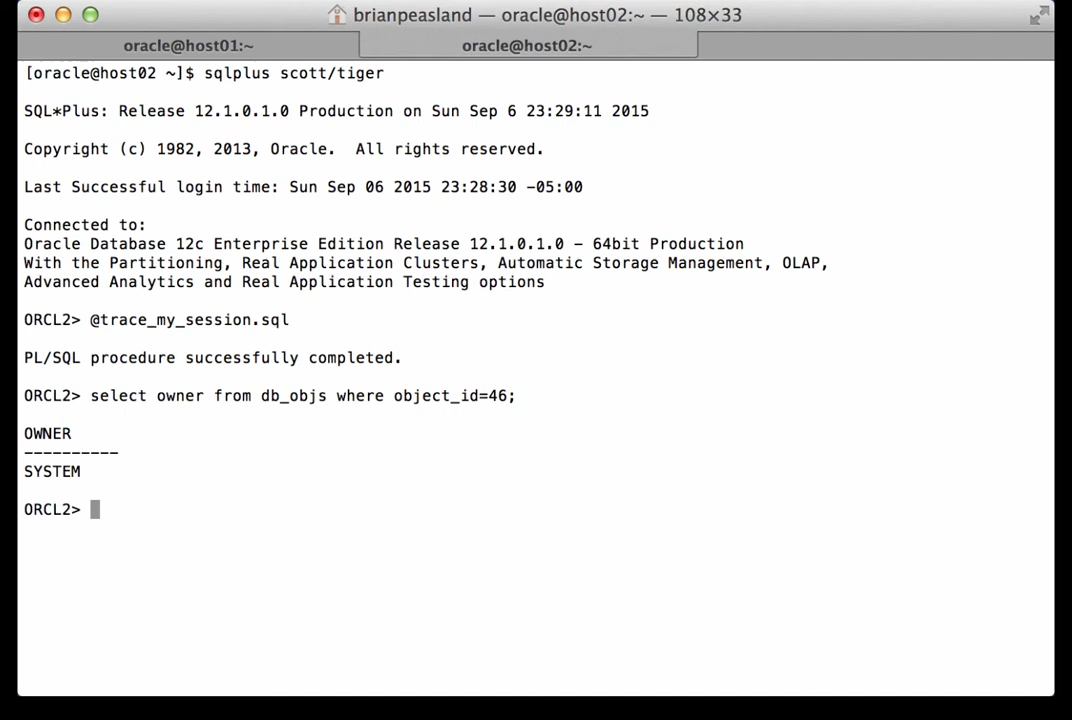 brianpeasland — oracle@host02:~ — 108×33
oracle@host01:~
oracle@host02:~
[oracle@host02 ~]$ sqlplus scott/tiger
SQL*Plus: Release 12.1.0.1.0 Production on Sun Sep 6 23:29:11 2015
Copyright (c) 1982, 2013, Oracle.  All rights reserved.
Last Successful login time: Sun Sep 06 2015 23:28:30 -05:00
Connected to:
Oracle Database 12c Enterprise Edition Release 12.1.0.1.0 - 64bit Production
With the Partitioning, Real Application Clusters, Automatic Storage Management, OLAP,
Advanced Analytics and Real Application Testing options
ORCL2> @trace_my_session.sql
PL/SQL procedure successfully completed.
ORCL2> select owner from db_objs where object_id=46;
OWNER
----------
SYSTEM
ORCL2>